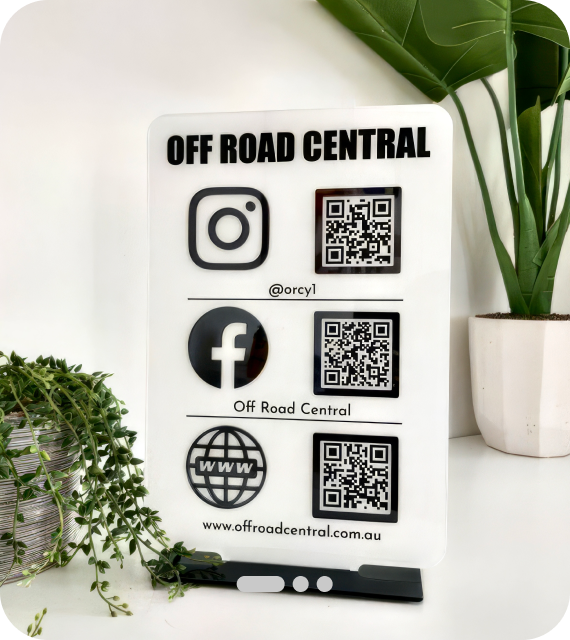 OFF ROAD CENTRAL
@orcy1
f
Off Road Central
www
www.offroadcentral.com.au